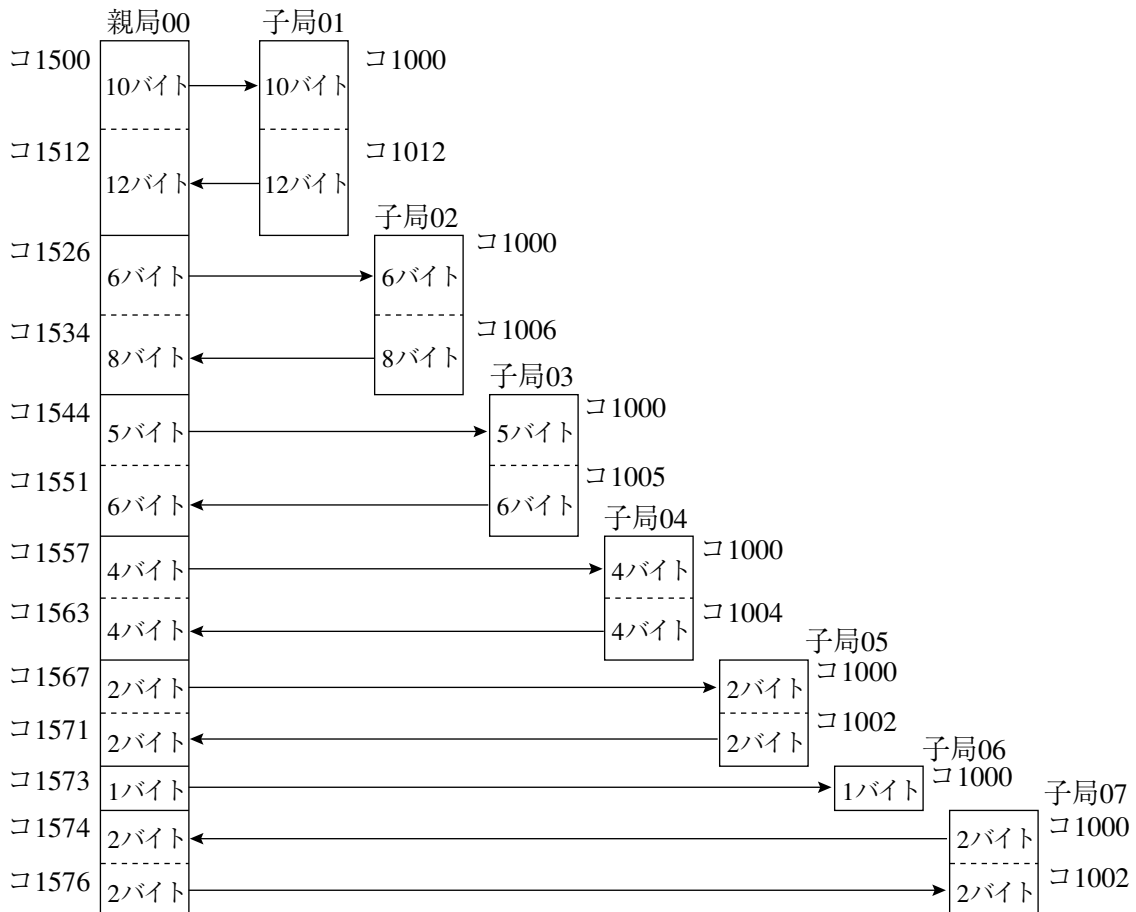 親局00 子局01
コ1500 10バイト 10バイト コ1000
コ1512 12バイト 12バイト コ1012
子局02
コ1526 6バイト 6バイト コ1000
コ1534 8バイト 8バイト コ1006
子局03
コ1544 5バイト 5バイト コ1000
コ1551 6バイト 6バイト コ1005
子局04
コ1557 4バイト 4バイト コ1000
コ1563 4バイト 4バイト コ1004
子局05
コ1567 2バイト 2バイト コ1000
コ1571 2バイト 2バイト コ1002
子局06
コ1573 1バイト 1バイト コ1000
子局07
コ1574 2バイト 2バイト コ1000
コ1576 2バイト 2バイト コ1002